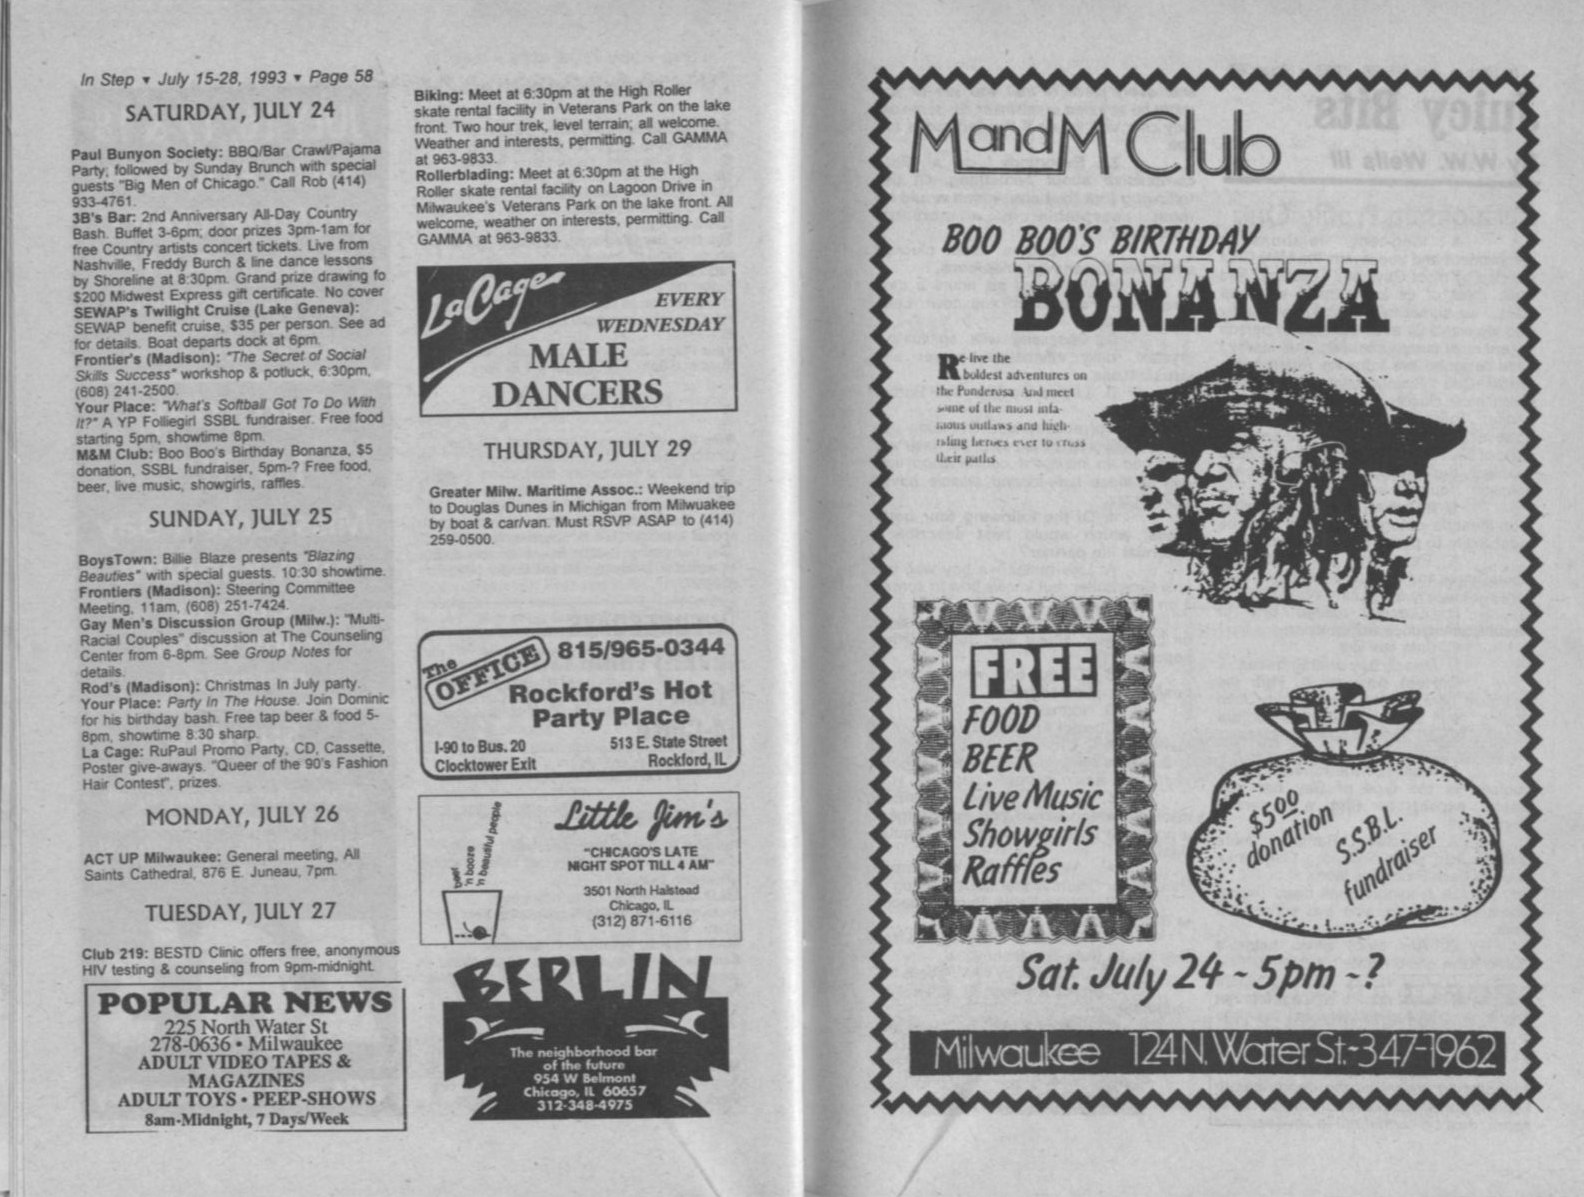 In Step ▾ July 15-28, 1993 ▾ Page 58
SATURDAY, JULY 24
Paul Bunyon Society: BBQ/Bar Crawl/Pajama
Party; followed by Sunday Brunch with special
guests "Big Men of Chicago." Call Rob (414)
933-4761.
3B's Bar: 2nd Anniversary All-Day Country
Bash. Buffet 3-6pm; door prizes 3pm-1am for
free Country artists concert tickets. Live from
Nashville, Freddy Burch & line dance lessons
by Shoreline at 8:30pm. Grand prize drawing fo
$200 Midwest Express gift certificate. No cover
SEWAP's Twilight Cruise (Lake Geneva):
SEWAP benefit cruise, $35 per person. See ad
for details. Boat departs dock at 6pm.
Frontier's (Madison): "The Secret of Social
Skills Success" workshop & potluck, 6:30pm,
(608) 241-2500.
Your Place: "What's Softball Got To Do With
It?" A YP Folliegirl SSBL fundraiser. Free food
starting 5pm, showtime 8pm.
M&M Club: Boo Boo's Birthday Bonanza, $5
donation, SSBL fundraiser, 5pm-? Free food,
beer, live music, showgirls, raffles.
SUNDAY, JULY 25
BoysTown: Billie Blaze presents "Blazing
Beauties" with special guests. 10:30 showtime.
Frontiers (Madison): Steering Committee
Meeting, 11am, (608) 251-7424.
Gay Men's Discussion Group (Milw.): "Multi-
Racial Couples" discussion at The Counseling
Center from 6-8pm. See Group Notes for
details.
Rod's (Madison): Christmas In July party.
Your Place: Party In The House. Join Dominic
for his birthday bash. Free tap beer & food 5-
8pm, showtime 8:30 sharp.
La Cage: RuPaul Promo Party, CD, Cassette,
Poster give-aways. "Queer of the 90's Fashion
Hair Contest", prizes.
MONDAY, JULY 26
ACT UP Milwaukee: General meeting, All
Saints Cathedral, 876 E. Juneau, 7pm.
TUESDAY, JULY 27
Club 219: BESTD Clinic offers free, anonymous
HIV testing & counseling from 9pm-midnight.
POPULAR NEWS
225 North Water St
278-0636 • Milwaukee
ADULT VIDEO TAPES &
MAGAZINES
ADULT TOYS • PEEP-SHOWS
8am-Midnight, 7 Days/Week
Biking: Meet at 6:30pm at the High Roller
skate rental facility in Veterans Park on the lake
front. Two hour trek, level terrain; all welcome.
Weather and interests, permitting. Call GAMMA
at 963-9833.
Rollerblading: Meet at 6:30pm at the High
Roller skate rental facility on Lagoon Drive in
Milwaukee's Veterans Park on the lake front. All
welcome, weather on interests, permitting. Call
GAMMA at 963-9833.
La Cage
EVERY
WEDNESDAY
MALE
DANCERS
THURSDAY, JULY 29
Greater Milw. Maritime Assoc.: Weekend trip
to Douglas Dunes in Michigan from Milwuakee
by boat & car/van. Must RSVP ASAP to (414)
259-0500.
The OFFICE
815/965-0344
Rockford's Hot
Party Place
I-90 to Bus. 20
Clocktower Exit
513 E. State Street
Rockford, IL
beer
'n booze
'n beautiful people
Little Jim's
"CHICAGO'S LATE
NIGHT SPOT TILL 4 AM"
3501 North Halstead
Chicago, IL
(312) 871-6116
BERLIN
The neighborhood bar
of the future
954 W Belmont
Chicago, IL 60657
312-348-4975
M and M Club
BOO BOO'S BIRTHDAY
BONANZA
Re-live the
boldest adventures on
the Ponderosa And meet
some of the most infa-
mous outlaws and high-
riding heroes ever to cross
their paths
FREE
FOOD
BEER
Live Music
Showgirls
Raffles
$5.00
donation
S.S.B.L.
fundraiser
Sat. July 24 ~ 5pm ~ ?
Milwaukee 124 N. Water St.~347-1962